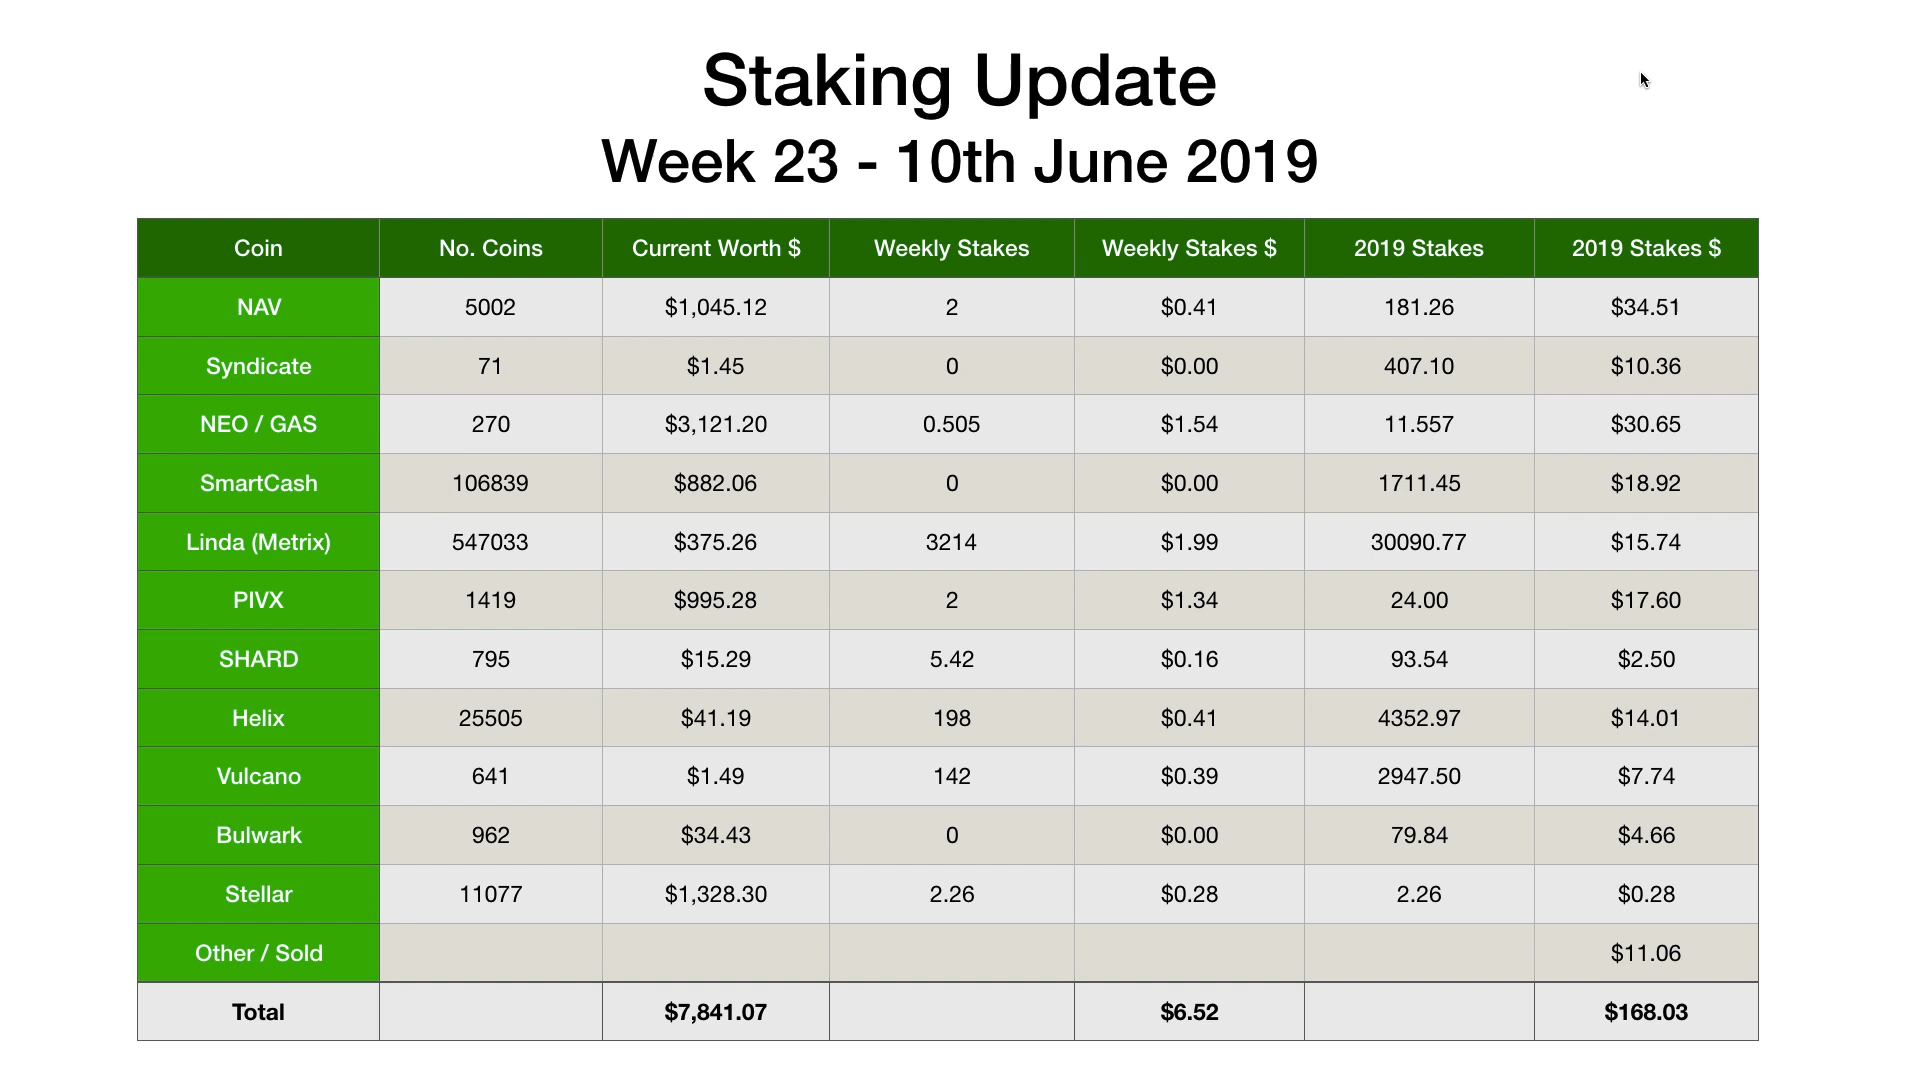 Staking Update
Week 23 - 10th June 2019
Coin No. Coins Current Worth $ Weekly Stakes Weekly Stakes $ 2019 Stakes 2019 Stakes $
NAV 5002 $1,045.12 2 $0.41 181.26 $34.51
Syndicate 71 $1.45 0 $0.00 407.10 $10.36
NEO / GAS 270 $3,121.20 0.505 $1.54 11.557 $30.65
SmartCash 106839 $882.06 0 $0.00 1711.45 $18.92
Linda (Metrix) 547033 $375.26 3214 $1.99 30090.77 $15.74
PIVX 1419 $995.28 2 $1.34 24.00 $17.60
SHARD 795 $15.29 5.42 $0.16 93.54 $2.50
Helix 25505 $41.19 198 $0.41 4352.97 $14.01
Vulcano 641 $1.49 142 $0.39 2947.50 $7.74
Bulwark 962 $34.43 0 $0.00 79.84 $4.66
Stellar 11077 $1,328.30 2.26 $0.28 2.26 $0.28
Other / Sold $11.06
Total $7,841.07 $6.52 $168.03